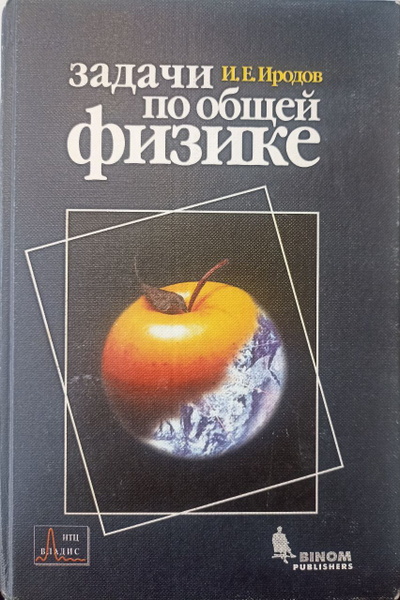 задачи И.Е.Иродов
по общей
физике
НТЦ
ВЛАДИС
BINOM
PUBLISHERS